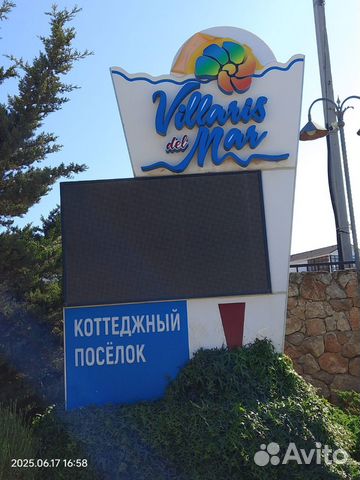 Villaris
del Mar
КОТТЕДЖНЫЙ
ПОСЁЛОК
2025.06.17 16:58
Avito